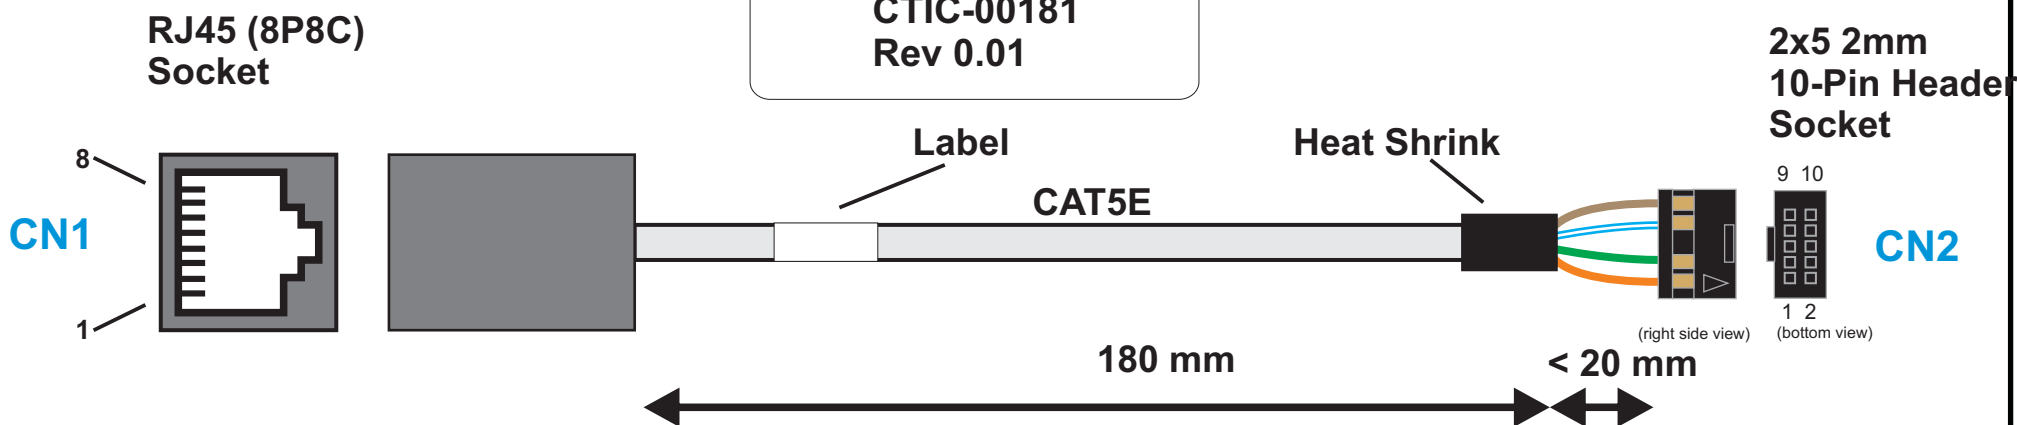 RJ45 (8P8C)
Socket
CTIC-00181
Rev 0.01
2x5 2mm
10-Pin Header
Socket
Label
Heat Shrink
CAT5E
8
1
CN1
9 10
CN2
1 2
(right side view)
(bottom view)
180 mm
< 20 mm